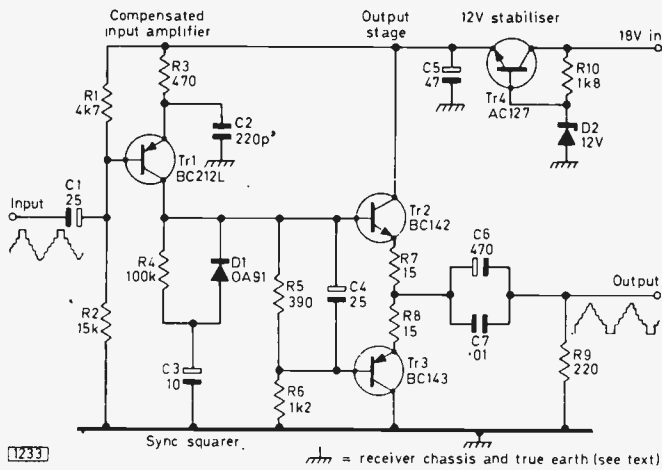 Compensated
input amplifier
Output
stage
12V stabiliser
18V in
R1
4k7
R3
470
C2
220p
Tr1
BC212L
C5
47
Tr4
AC127
R10
1k8
D2
12V
Input
C1
25
R2
15k
R4
100k
D1
OA91
C3
10
R5
390
C4
25
R6
1k2
Tr2
BC142
R7
15
R8
15
Tr3
BC143
C6
470
C7
.01
Output
R9
220
1233
Sync squarer
= receiver chassis and true earth (see text)